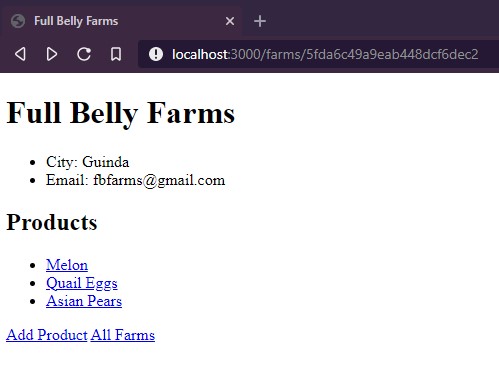 Full Belly Farms
localhost:3000/farms/5fda6c49a9eab448dcf6dec2
Full Belly Farms
City: Guinda
Email: fbfarms@gmail.com
Products
Melon
Quail Eggs
Asian Pears
Add Product All Farms